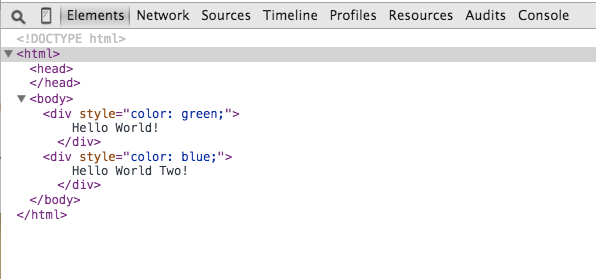 Elements Network Sources Timeline Profiles Resources Audits Console
<!DOCTYPE html>
<html>
<head>
</head>
<body>
<div style="color: green;">
Hello World!
</div>
<div style="color: blue;">
Hello World Two!
</div>
</body>
</html>